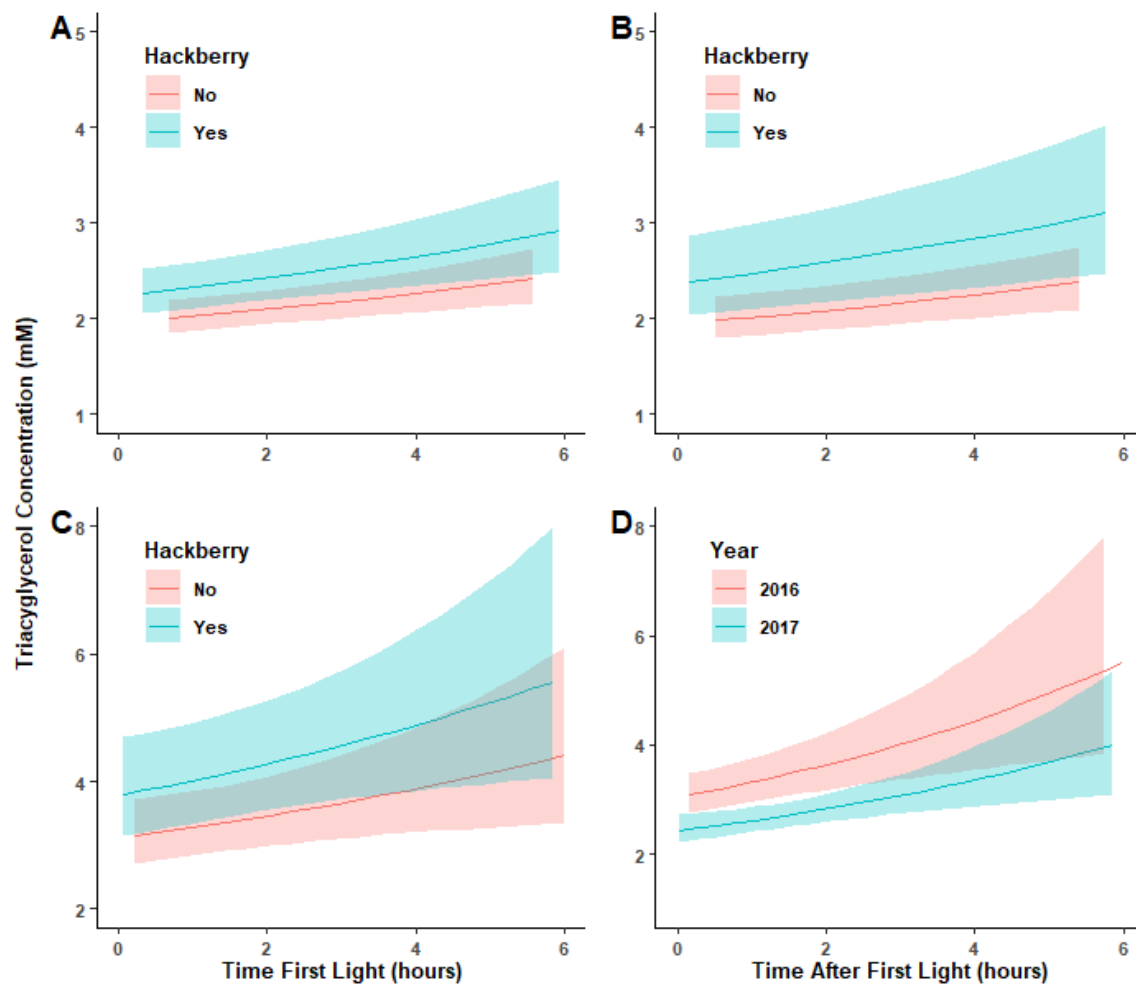 A
5
4
3
2
1
Hackberry
No
Yes
0 2 4 6
B
5
4
3
2
1
Hackberry
No
Yes
0 2 4 6
Triacyglycerol Concentration (mM)
C
8
6
4
2
Hackberry
No
Yes
0 2 4 6
Time First Light (hours)
D
8
6
4
2
Year
2016
2017
0 2 4 6
Time After First Light (hours)